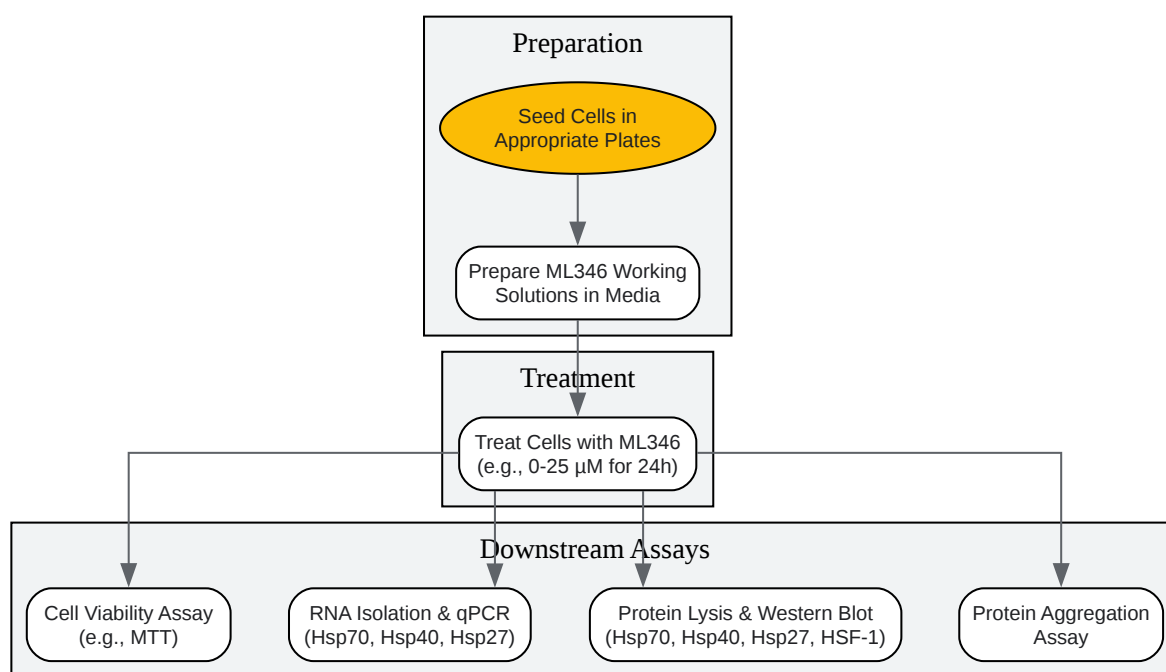 Preparation
Seed Cells in
Appropriate Plates
Prepare ML346 Working
Solutions in Media
Treatment
Treat Cells with ML346
(e.g., 0-25 µM for 24h)
Downstream Assays
Cell Viability Assay
(e.g., MTT)
RNA Isolation & qPCR
(Hsp70, Hsp40, Hsp27)
Protein Lysis & Western Blot
(Hsp70, Hsp40, Hsp27, HSF-1)
Protein Aggregation
Assay